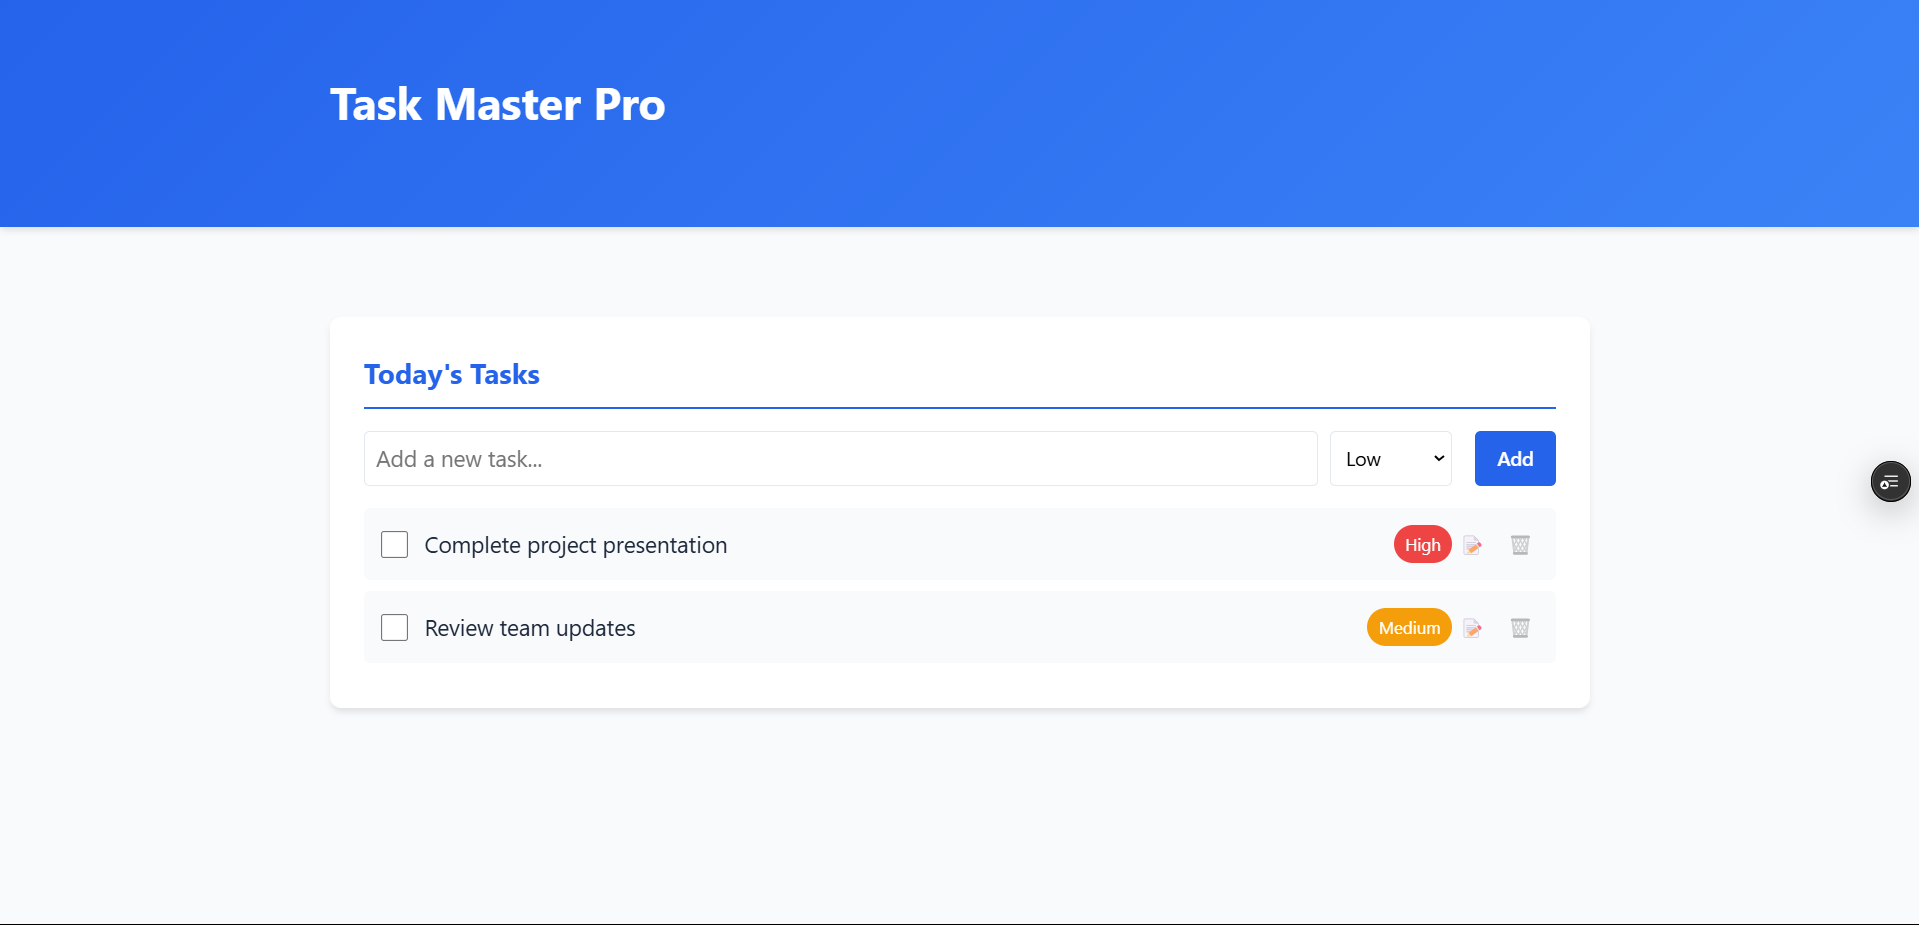 Task Master Pro
Today's Tasks
Add a new task... Low Add
Complete project presentation High
Review team updates Medium